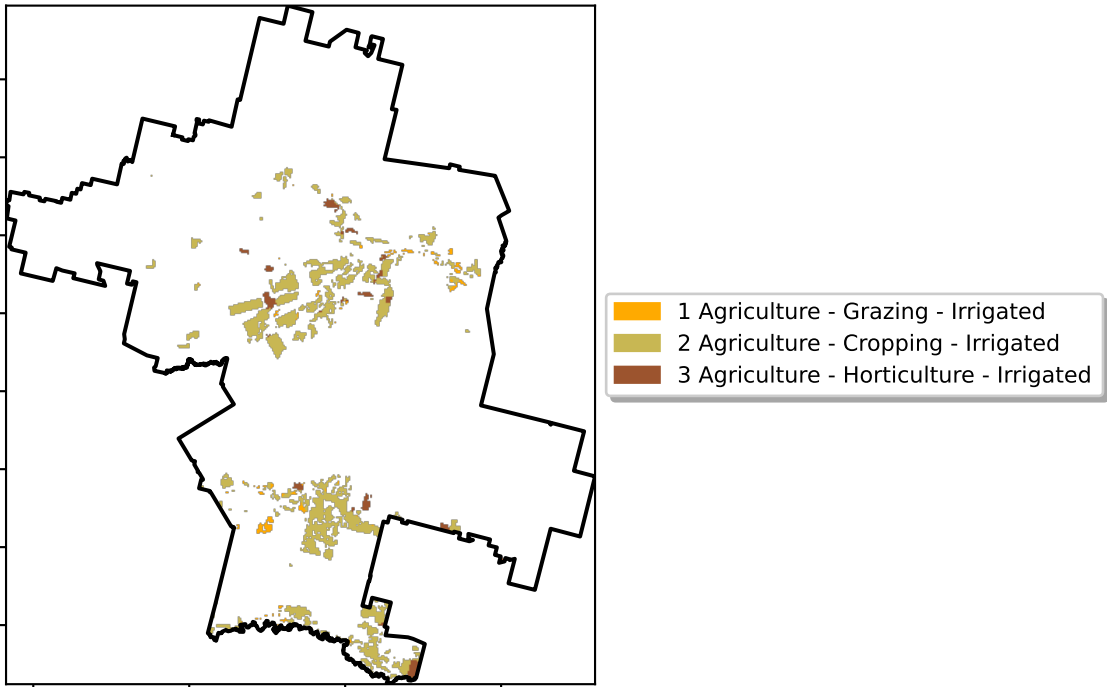 1 Agriculture - Grazing - Irrigated
2 Agriculture - Cropping - Irrigated
3 Agriculture - Horticulture - Irrigated